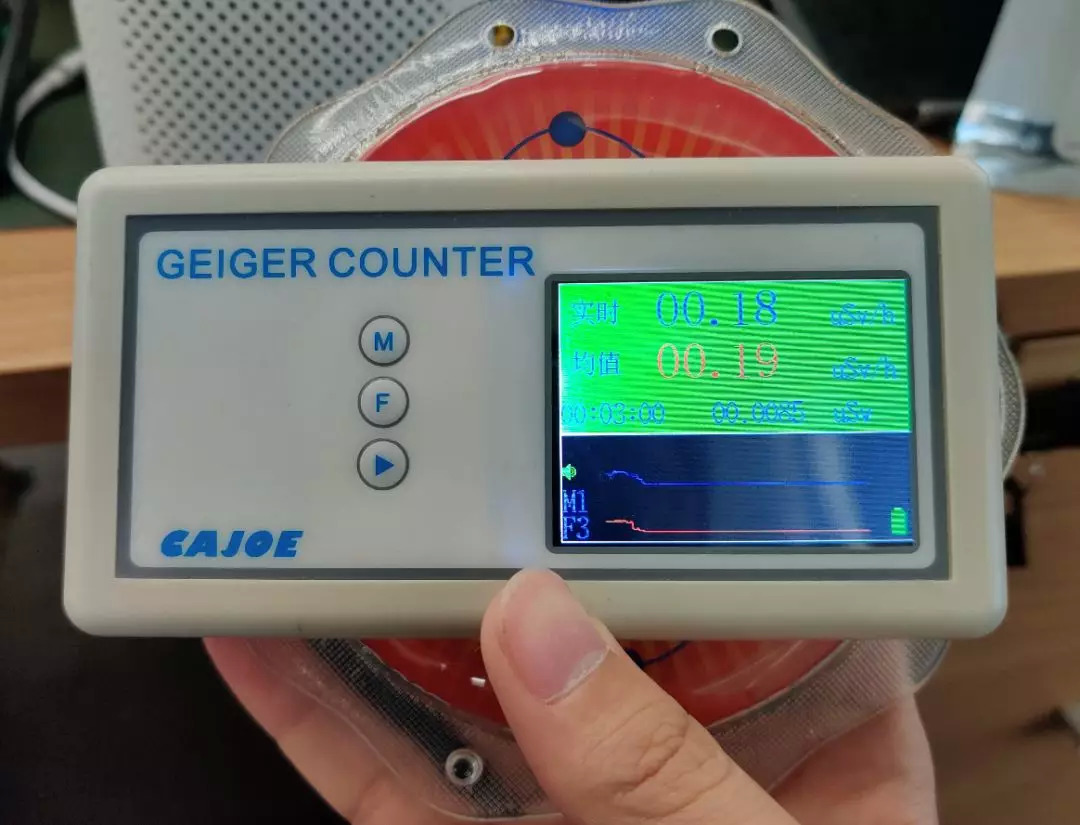 GEIGER COUNTER
M
F
CAJOE
实时 00.18 uSv/h
均值 00.19 uSv/h
00:03:00 00.0085 uSv
M1
F3